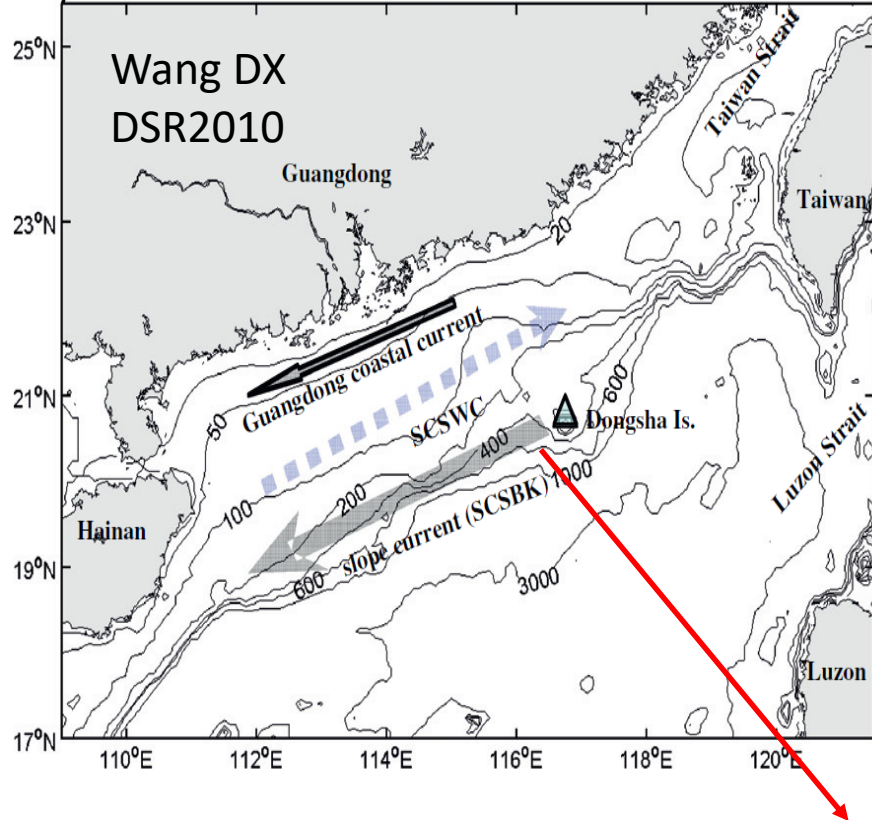 Wang DX
DSR2010
25°N
23°N
21°N
19°N
17°N
110°E
112°E
114°E
116°E
118°E
120°E
Taiwan Strait
Guangdong
Taiwan
20
Guangdong coastal current
50
SCSWC
600
Dongsha Is.
400
100
200
1000
Luzon Strait
Hainan
slope current (SCSBK)
600
3000
Luzon